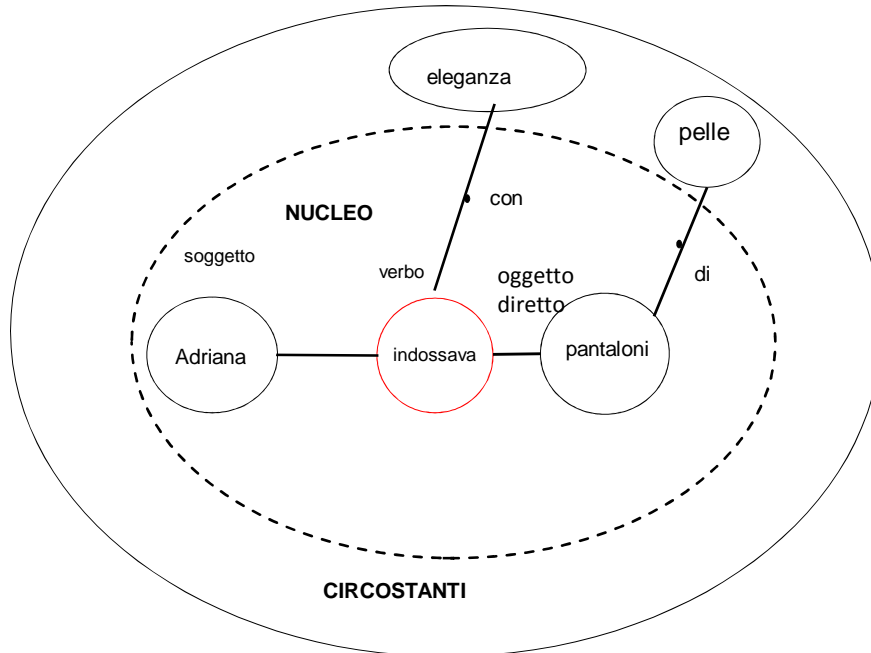 eleganza
pelle
con
NUCLEO
soggetto
verbo
oggetto
diretto
di
Adriana
indossava
pantaloni
CIRCOSTANTI